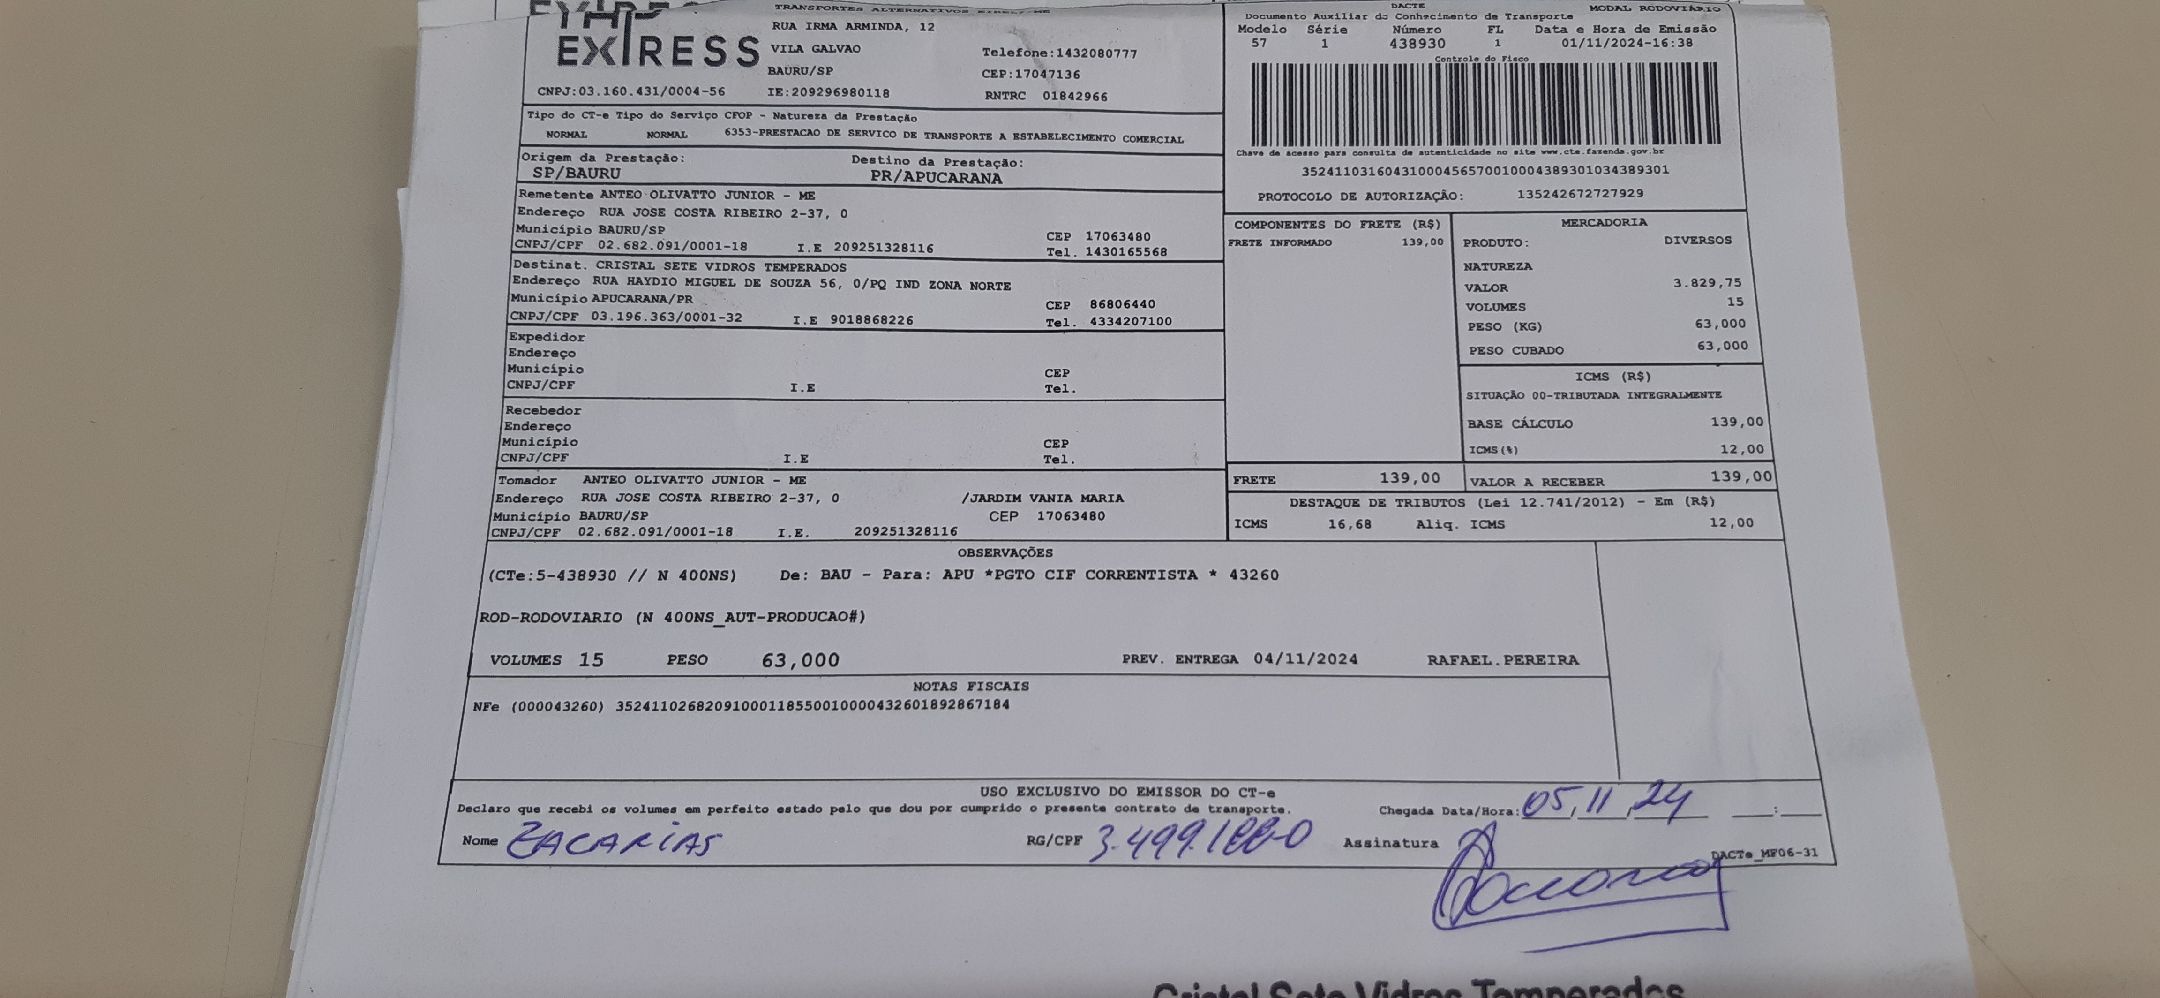 EXPRESS
TRANSPORTES ALTERNATIVOS EIRELI-ME
RUA IRMA ARMINDA, 12
VILA GALVAO
Telefone:1432080777
BAURU/SP
CEP:17047136
CNPJ:03.160.431/0004-56 IE:209296980118
RNTRC 01842966
DACTE MODAL RODOVIÁRIO
Documento Auxiliar do Conhecimento de Transporte
Modelo Série Número FL Data e Hora de Emissão
57 1 438930 1 01/11/2024-16:38
Controle do Fisco
Chave de acesso para consulta de autenticidade no site www.cte.fazenda.gov.br
35241103160431000456570010004389301034389301
PROTOCOLO DE AUTORIZAÇÃO: 135242672727929
Tipo do CT-e Tipo do Serviço CFOP - Natureza da Prestação
NORMAL NORMAL 6353-PRESTACAO DE SERVICO DE TRANSPORTE A ESTABELECIMENTO COMERCIAL
Origem da Prestação: Destino da Prestação:
SP/BAURU PR/APUCARANA
Remetente ANTEO OLIVATTO JUNIOR - ME
Endereço RUA JOSE COSTA RIBEIRO 2-37, 0
Município BAURU/SP CEP 17063480
CNPJ/CPF 02.682.091/0001-18 I.E 209251328116 Tel. 1430165568
Destinat. CRISTAL SETE VIDROS TEMPERADOS
Endereço RUA HAYDIO MIGUEL DE SOUZA 56, 0/PQ IND ZONA NORTE
Município APUCARANA/PR CEP 86806440
CNPJ/CPF 03.196.363/0001-32 I.E 9018868226 Tel. 4334207100
Expedidor
Endereço
Município CEP
CNPJ/CPF I.E Tel.
Recebedor
Endereço
Município CEP
CNPJ/CPF I.E Tel.
Tomador ANTEO OLIVATTO JUNIOR - ME
Endereço RUA JOSE COSTA RIBEIRO 2-37, 0 /JARDIM VANIA MARIA
Município BAURU/SP CEP 17063480
CNPJ/CPF 02.682.091/0001-18 I.E. 209251328116
COMPONENTES DO FRETE (R$)
FRETE INFORMADO 139,00
MERCADORIA
PRODUTO: DIVERSOS
NATUREZA
VALOR 3.829,75
VOLUMES 15
PESO (KG) 63,000
PESO CUBADO 63,000
ICMS (R$)
SITUAÇÃO 00-TRIBUTADA INTEGRALMENTE
BASE CÁLCULO 139,00
ICMS(%) 12,00
FRETE 139,00 VALOR A RECEBER 139,00
DESTAQUE DE TRIBUTOS (Lei 12.741/2012) - Em (R$)
ICMS 16,68 Aliq. ICMS 12,00
OBSERVAÇÕES
(CTe:5-438930 // N 400NS) De: BAU - Para: APU *PGTO CIF CORRENTISTA * 43260
ROD-RODOVIARIO (N 400NS_AUT-PRODUCAO#)
VOLUMES 15 PESO 63,000 PREV. ENTREGA 04/11/2024 RAFAEL.PEREIRA
NOTAS FISCAIS
NFe (000043260) 35241102682091000118550010000432601892867184
USO EXCLUSIVO DO EMISSOR DO CT-e
Declaro que recebi os volumes em perfeito estado pelo que dou por cumprido o presente contrato de transporte.
Chegada Data/Hora: 05,11,24 __:__
Nome ZACARIAS RG/CPF Assinatura
DACTe_MF06-31
Cristal Sete Vidros Temperados